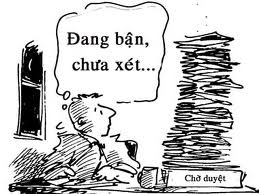 Đang bận,
chưa xét...
Chờ duyệt